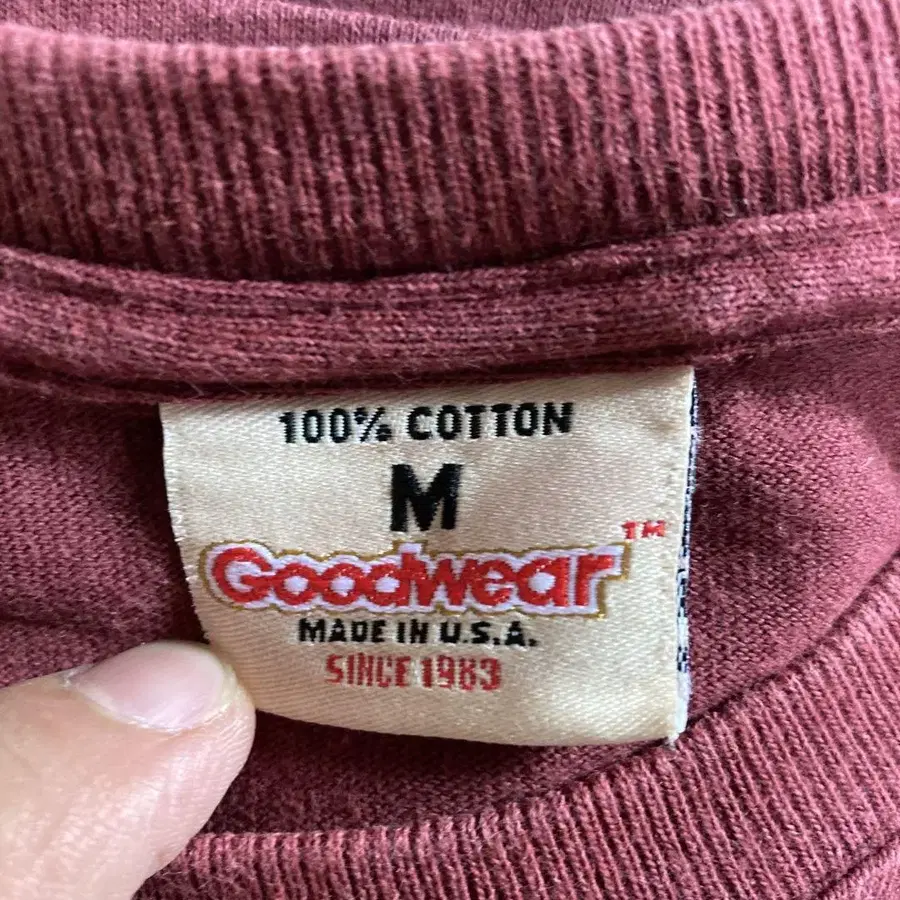 100% COTTON
M
Goodwear™
MADE IN U.S.A.
SINCE 1983